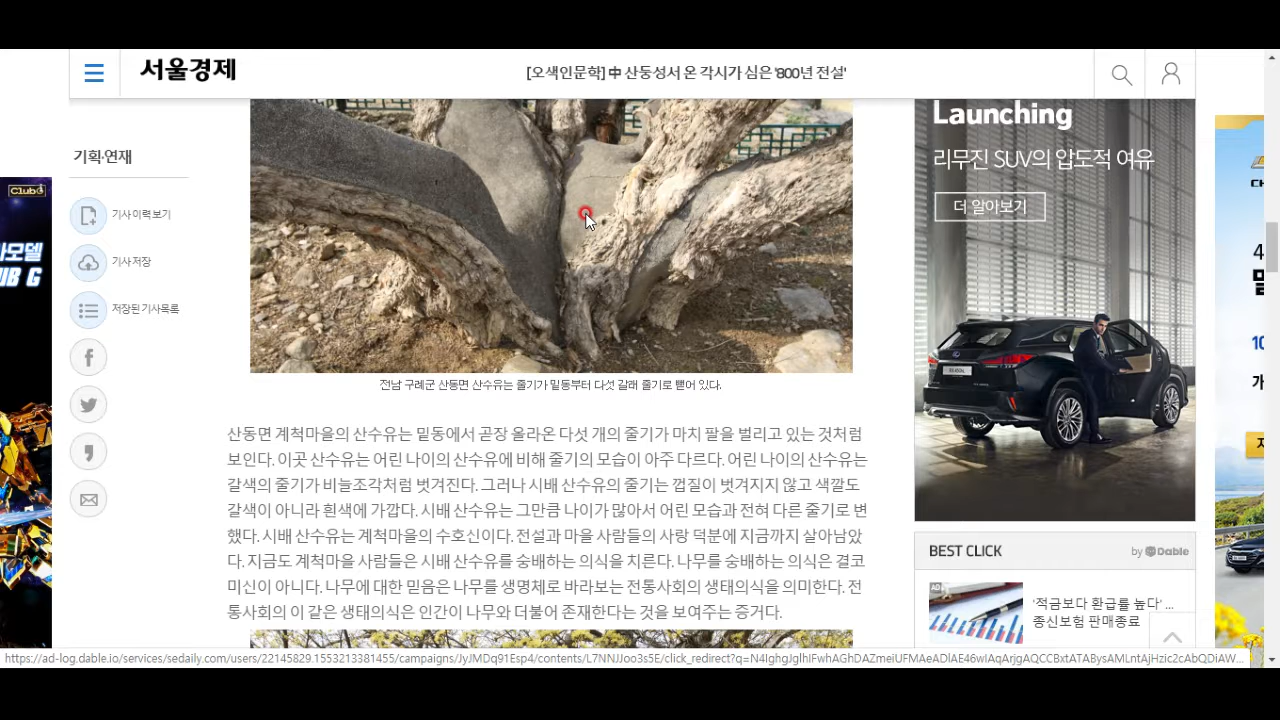 서울경제
[오색인문학] 中 산둥성서 온 각시가 심은 '800년 전설'
기획·연재
기사이력보기
기사저장
저장된기사목록
Club
사모델
UB G
전남 구례군 산동면 산수유는 줄기가 밑동부터 다섯 갈래 줄기로 뻗어 있다.
산동면 계척마을의 산수유는 밑동에서 곧장 올라온 다섯 개의 줄기가 마치 팔을 벌리고 있는 것처럼
보인다. 이곳 산수유는 어린 나이의 산수유에 비해 줄기의 모습이 아주 다르다. 어린 나이의 산수유는
갈색의 줄기가 비늘조각처럼 벗겨진다. 그러나 시배 산수유의 줄기는 껍질이 벗겨지지 않고 색깔도
갈색이 아니라 흰색에 가깝다. 시배 산수유는 그만큼 나이가 많아서 어린 모습과 전혀 다른 줄기로 변
했다. 시배 산수유는 계척마을의 수호신이다. 전설과 마을 사람들의 사랑 덕분에 지금까지 살아남았
다. 지금도 계척마을 사람들은 시배 산수유를 숭배하는 의식을 치른다. 나무를 숭배하는 의식은 결코
미신이 아니다. 나무에 대한 믿음은 나무를 생명체로 바라보는 전통사회의 생태의식을 의미한다. 전
통사회의 이 같은 생태의식은 인간이 나무와 더불어 존재한다는 것을 보여주는 증거다.
Launching
리무진 SUV의 압도적 여유
더 알아보기
BEST CLICK
by Dable
AD
'적금보다 환급률 높다' ...
종신보험 판매종료